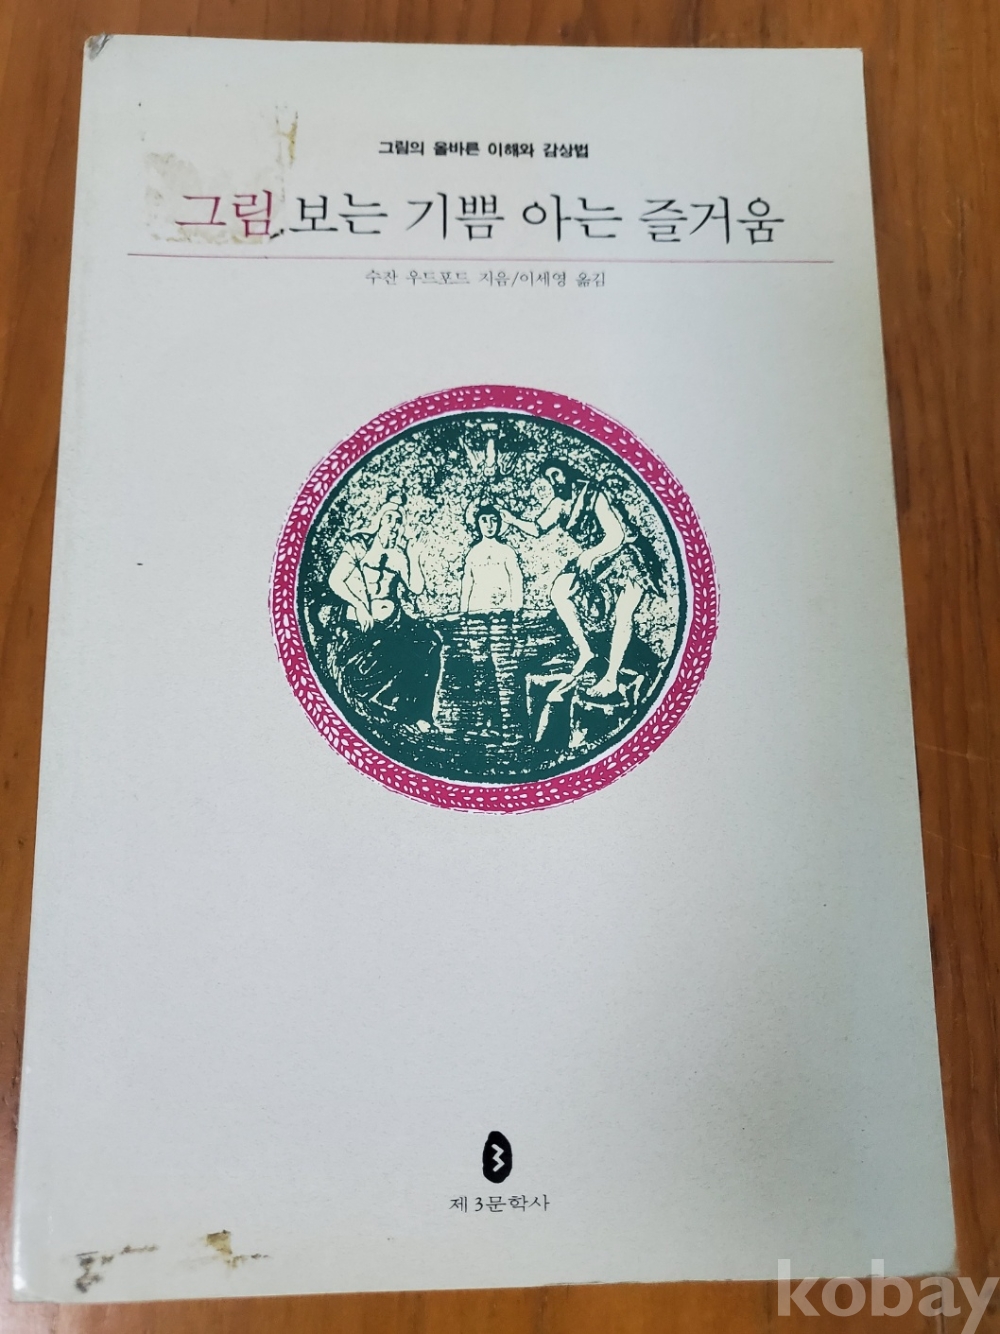 그림의 올바른 이해와 감상법
그림 보는 기쁨 아는 즐거움
수잔 우드포드 지음/이세영 옮김
3
제3문학사
kobay